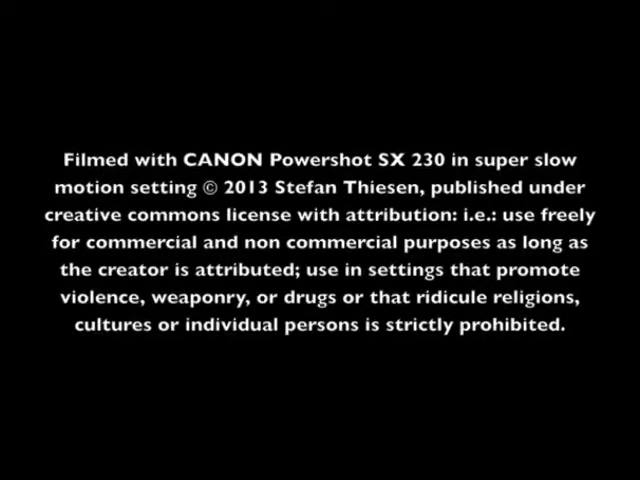 Filmed with CANON Powershot SX 230 in super slow
motion setting © 2013 Stefan Thiesen, published under
creative commons license with attribution: i.e.: use freely
for commercial and non commercial purposes as long as
the creator is attributed; use in settings that promote
violence, weaponry, or drugs or that ridicule religions,
cultures or individual persons is strictly prohibited.